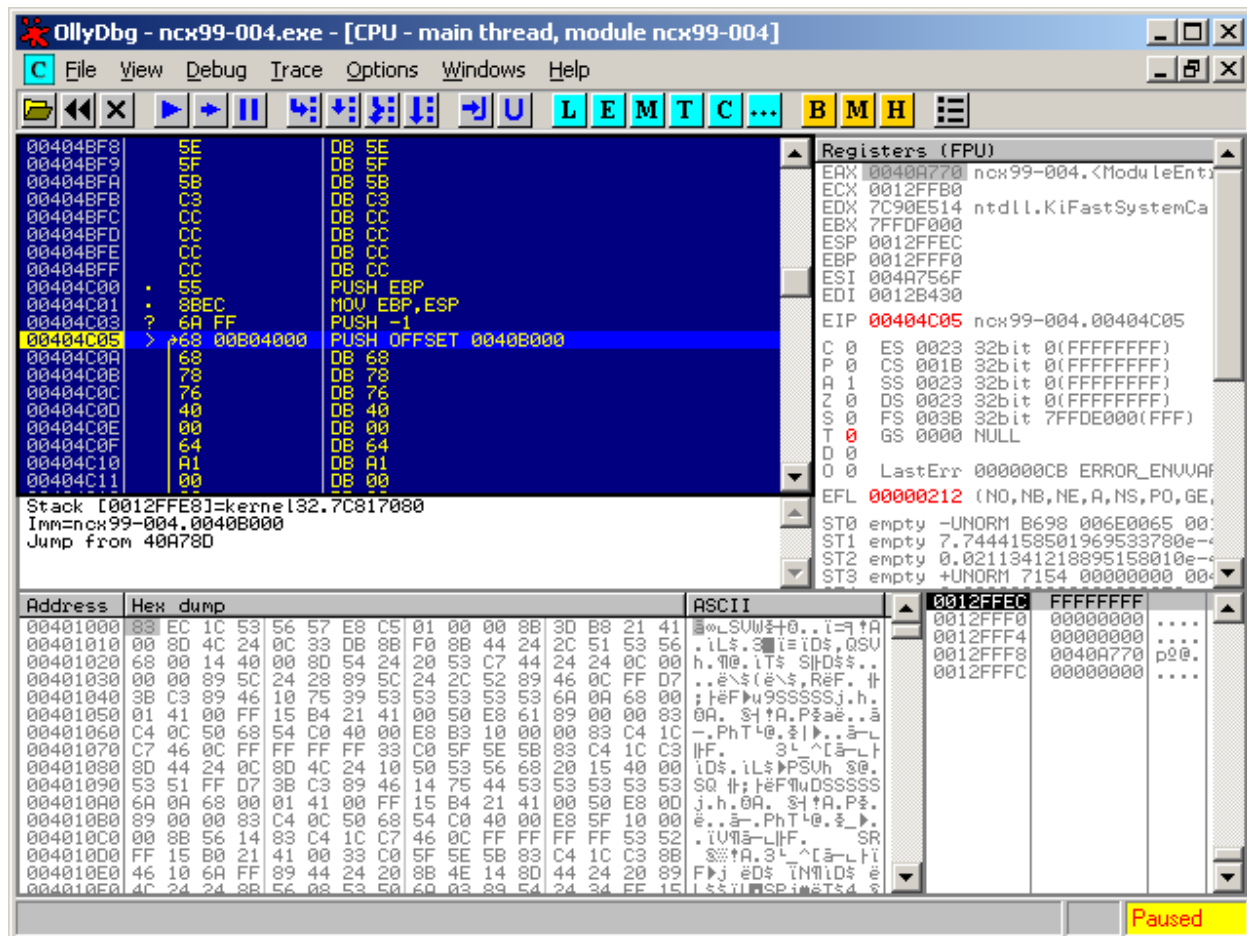 OllyDbg - ncx99-004.exe - [CPU - main thread, module ncx99-004]
C File View Debug Trace Options Windows Help
L E M T C ... B M H
00404BF8 5E DB 5E
00404BF9 5F DB 5F
00404BFA 5B DB 5B
00404BFB C3 DB C3
00404BFC CC DB CC
00404BFD CC DB CC
00404BFE CC DB CC
00404BFF CC DB CC
00404C00 . 55 PUSH EBP
00404C01 . 8BEC MOV EBP,ESP
00404C03 ? 6A FF PUSH -1
00404C05 > 68 00B04000 PUSH OFFSET 0040B000
00404C0A 68 DB 68
00404C0B 78 DB 78
00404C0C 76 DB 76
00404C0D 40 DB 40
00404C0E 00 DB 00
00404C0F 64 DB 64
00404C10 A1 DB A1
00404C11 00 DB 00
Registers (FPU)
EAX 0040A770 ncx99-004.<ModuleEntr
ECX 0012FFB0
EDX 7C90E514 ntdll.KiFastSystemCa
EBX 7FFDF000
ESP 0012FFEC
EBP 0012FFF0
ESI 004A756F
EDI 0012B430
EIP 00404C05 ncx99-004.00404C05
C 0 ES 0023 32bit 0(FFFFFFFF)
P 0 CS 001B 32bit 0(FFFFFFFF)
A 1 SS 0023 32bit 0(FFFFFFFF)
Z 0 DS 0023 32bit 0(FFFFFFFF)
S 0 FS 003B 32bit 7FFDE000(FFF)
T 0 GS 0000 NULL
D 0
O 0 LastErr 000000CB ERROR_ENVVAR
EFL 00000212 (NO,NB,NE,A,NS,PO,GE,
ST0 empty -UNORM B698 006E0065
ST1 empty 7.7444158501969533780e-
ST2 empty 0.0211341218895158010e-
ST3 empty +UNORM 7154 00000000
Stack [0012FFE8]=kernel32.7C817080
Imm=ncx99-004.0040B000
Jump from 40A78D
Address Hex dump ASCII
00401000 83 EC 1C 53 56 57 E8 C5 01 00 00 8B 3D B8 21 41
00401010 00 8D 4C 24 0C 33 DB 8B F0 8B 44 24 2C 51 53 56
00401020 68 00 14 40 00 8D 54 24 20 53 C7 44 24 24 0C 00
00401030 00 00 89 5C 24 28 89 5C 24 2C 52 89 46 0C FF D7
00401040 3B C3 89 46 10 75 39 53 53 53 53 53 6A 0A 68 00
00401050 01 41 00 FF 15 B4 21 41 00 50 E8 61 89 00 00 83
00401060 C4 0C 50 68 54 C0 40 00 E8 B3 10 00 00 83 C4 1C
00401070 C7 46 0C FF FF FF FF 33 C0 5F 5E 5B 83 C4 1C C3
00401080 8D 44 24 0C 8D 4C 24 10 50 53 56 68 20 15 40 00
00401090 53 51 FF D7 3B C3 89 46 14 75 44 53 53 53 53 53
004010A0 6A 0A 68 00 01 41 00 FF 15 B4 21 41 00 50 E8 0D
004010B0 89 00 00 83 C4 0C 50 68 54 C0 40 00 E8 5F 10 00
004010C0 00 8B 56 14 83 C4 1C C7 46 0C FF FF FF FF 53 52
004010D0 FF 15 B0 21 41 00 33 C0 5F 5E 5B 83 C4 1C C3 8B
004010E0 46 10 6A FF 89 44 24 20 8B 4E 14 8D 44 24 20 89
0012FFEC FFFFFFFF
0012FFF0 00000000 ....
0012FFF4 00000000 ....
0012FFF8 0040A770 pº@.
0012FFFC 00000000 ....
Paused